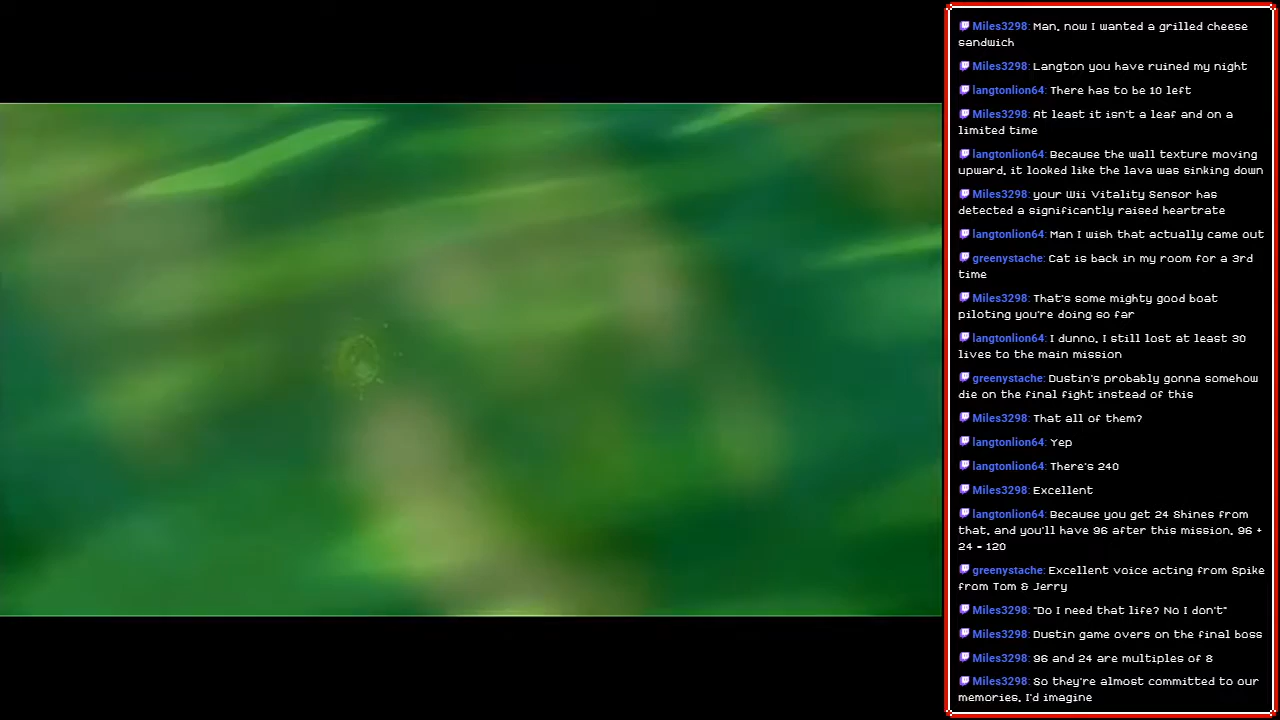 Miles3298: Man, now I wanted a grilled cheese
sandwich
Miles3298: Langton you have ruined my night
langtonlion64: There has to be 10 left
Miles3298: At least it isn't a leaf and on a
limited time
langtonlion64: Because the wall texture moving
upward, it looked like the lava was sinking down
Miles3298: your Wii Vitality Sensor has
detected a significantly raised heartrate
langtonlion64: Man I wish that actually came out
greenystache: Cat is back in my room for a 3rd
time
Miles3298: That's some mighty good boat
piloting you're doing so far
langtonlion64: I dunno, I still lost at least 30
lives to the main mission
greenystache: Dustin's probably gonna somehow
die on the final fight instead of this
Miles3298: That all of them?
langtonlion64: Yep
langtonlion64: There's 240
Miles3298: Excellent
langtonlion64: Because you get 24 Shines from
that, and you'll have 96 after this mission. 96 +
24 = 120
greenystache: Excellent voice acting from Spike
from Tom & Jerry
Miles3298: "Do I need that life? No I don't"
Miles3298: Dustin game overs on the final boss
Miles3298: 96 and 24 are multiples of 8
Miles3298: So they're almost committed to our
memories, I'd imagine